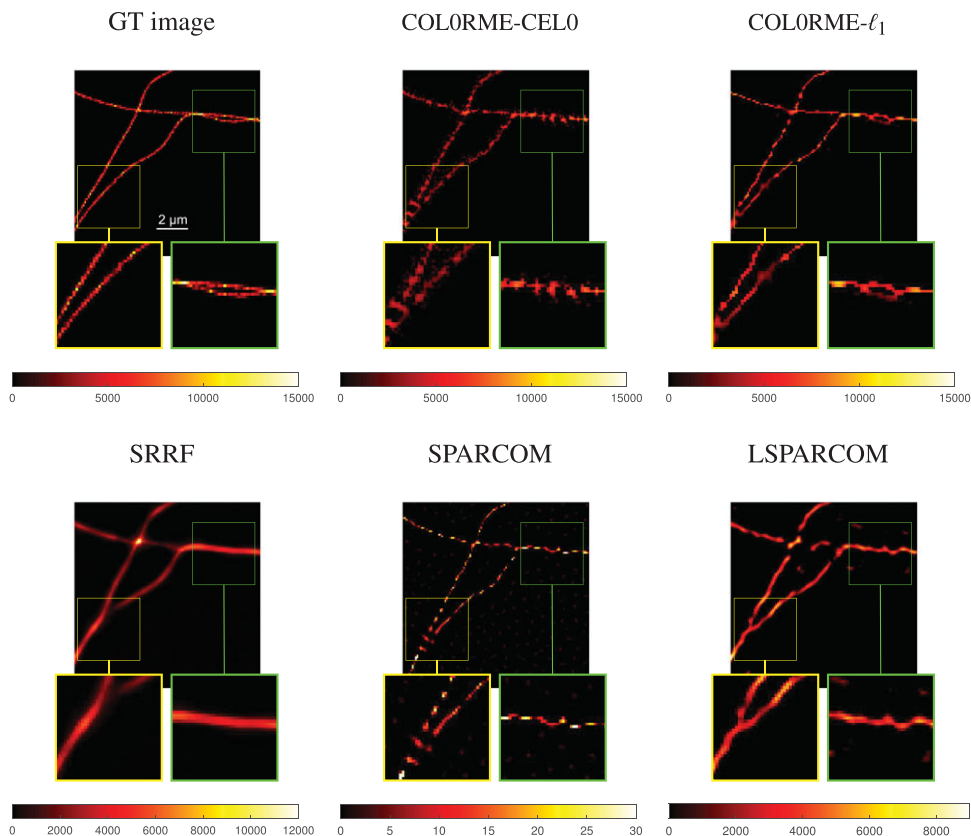 GT image COL0RME-CEL0 COL0RME-ℓ₁
2 μm
0 5000 10000 15000 0 5000 10000 15000 0 5000 10000 15000
SRRF SPARCOM LSPARCOM
0 2000 4000 6000 8000 10000 12000 0 5 10 15 20 25 30 0 2000 4000 6000 8000